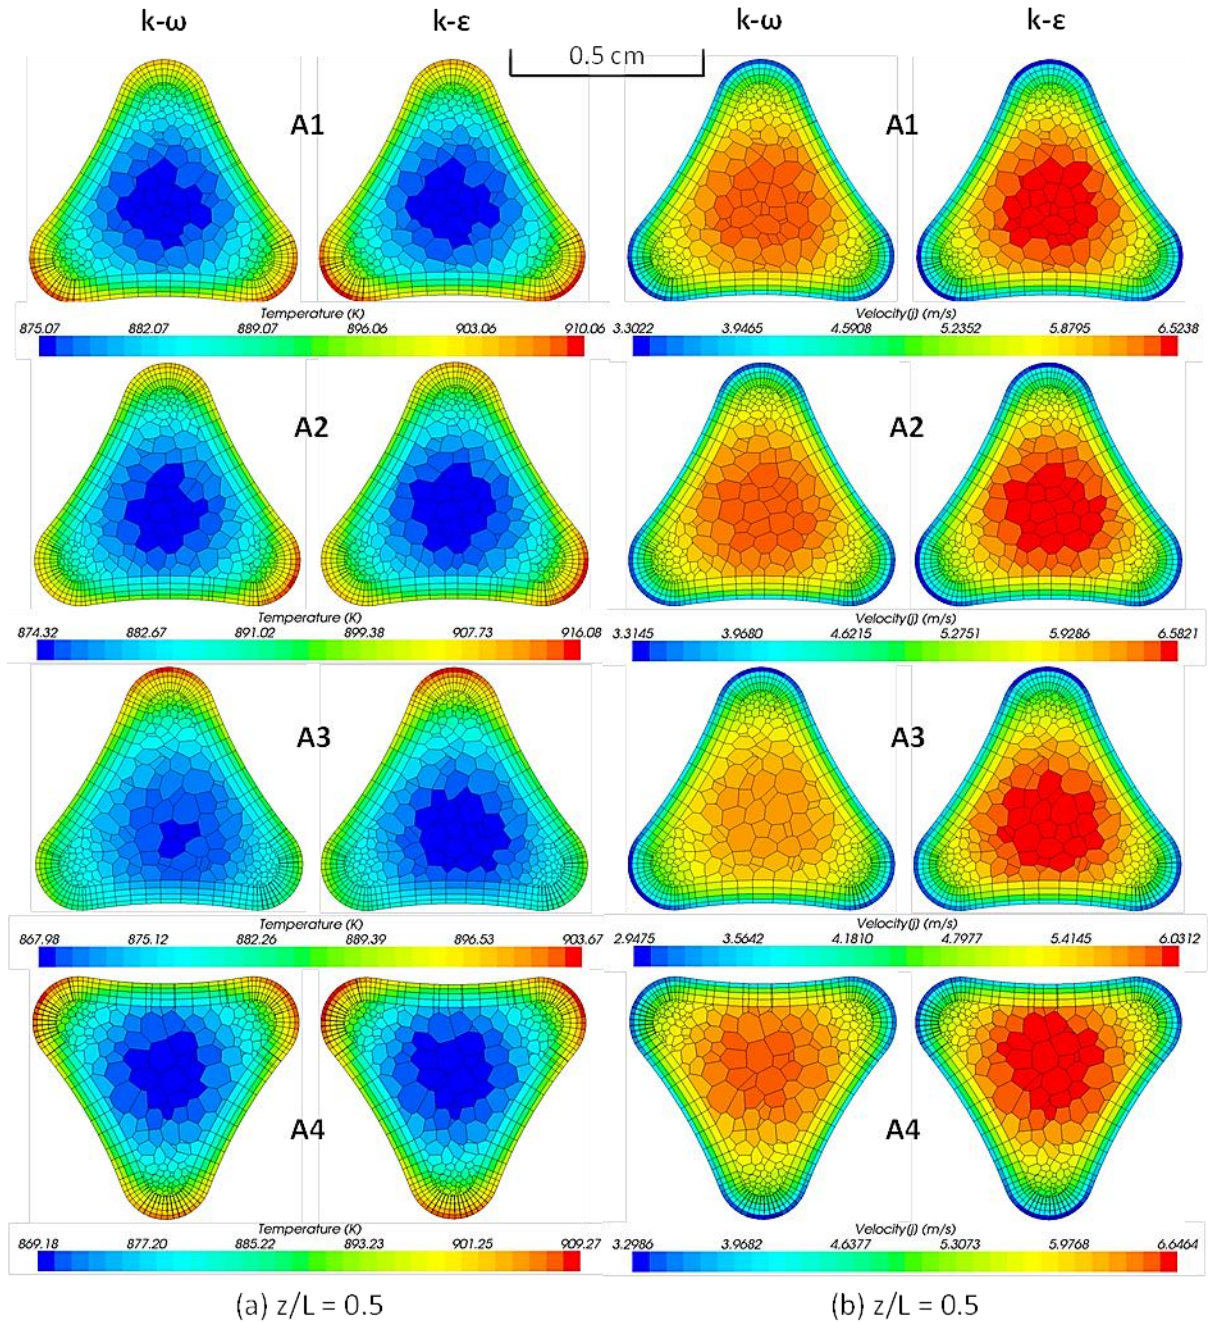 k-ω k-ε k-ω k-ε
0.5 cm
A1 A1
Temperature (K) Velocity(j) (m/s)
875.07 882.07 889.07 896.06 903.06 910.06 3.3022 3.9465 4.5908 5.2352 5.8795 6.5238
A2 A2
Temperature (K) Velocity(j) (m/s)
874.32 882.67 891.02 899.38 907.73 916.08 3.3145 3.9680 4.6215 5.2751 5.9286 6.5821
A3 A3
Temperature (K) Velocity(j) (m/s)
867.98 875.12 882.26 889.39 896.53 903.67 2.9475 3.5642 4.1810 4.7977 5.4145 6.0312
A4 A4
Temperature (K) Velocity(j) (m/s)
869.18 877.20 885.22 893.23 901.25 909.27 3.2986 3.9682 4.6377 5.3073 5.9768 6.6464
(a) z/L = 0.5 (b) z/L = 0.5